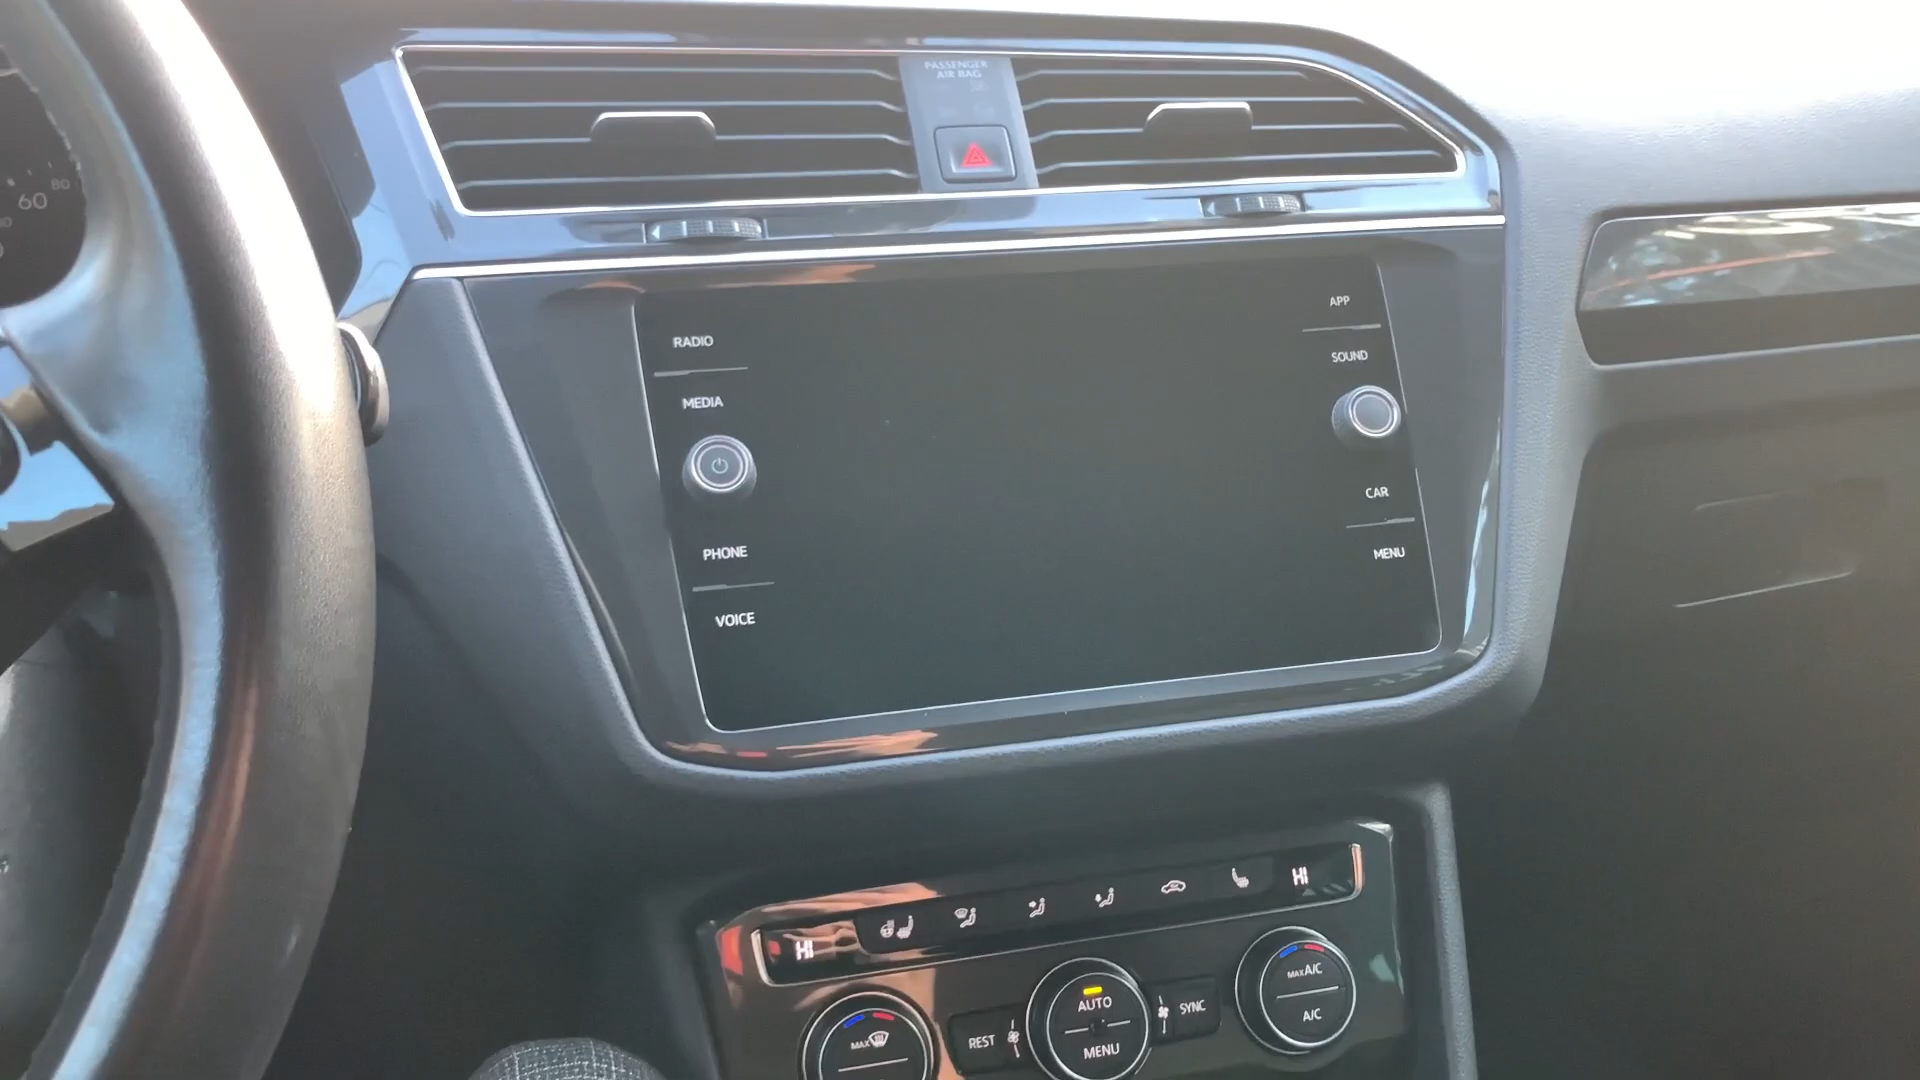 PASSENGER
AIR BAG
80
60
RADIO
MEDIA
PHONE
VOICE
APP
SOUND
CAR
MENU
HI
HI
MAX
REST
AUTO
MENU
SYNC
MAX A/C
A/C